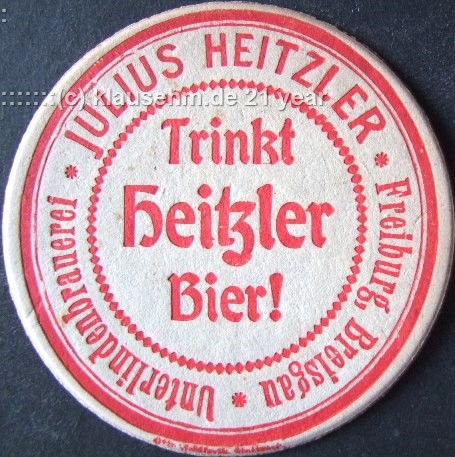 JULIUS HEITZLER
Freiburg, Breisgau
Unterlindenbrauerei
Trinkt
Heitzler
Bier!
(c) klausehm.de 21 year